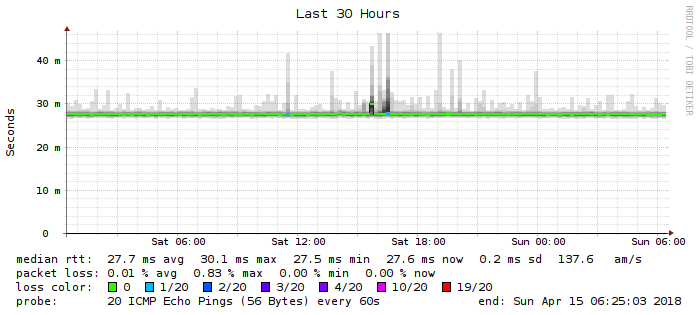 Last 30 Hours
RRDTOOL / TOBI OETIKER
Seconds
40 m
30 m
20 m
10 m
0
Sat 06:00 Sat 12:00 Sat 18:00 Sun 00:00 Sun 06:00
median rtt: 27.7 ms avg 30.1 ms max 27.5 ms min 27.6 ms now 0.2 ms sd 137.6 am/s
packet loss: 0.01 % avg 0.83 % max 0.00 % min 0.00 % now
loss color: 0 1/20 2/20 3/20 4/20 10/20 19/20
probe: 20 ICMP Echo Pings (56 Bytes) every 60s end: Sun Apr 15 06:25:03 2018